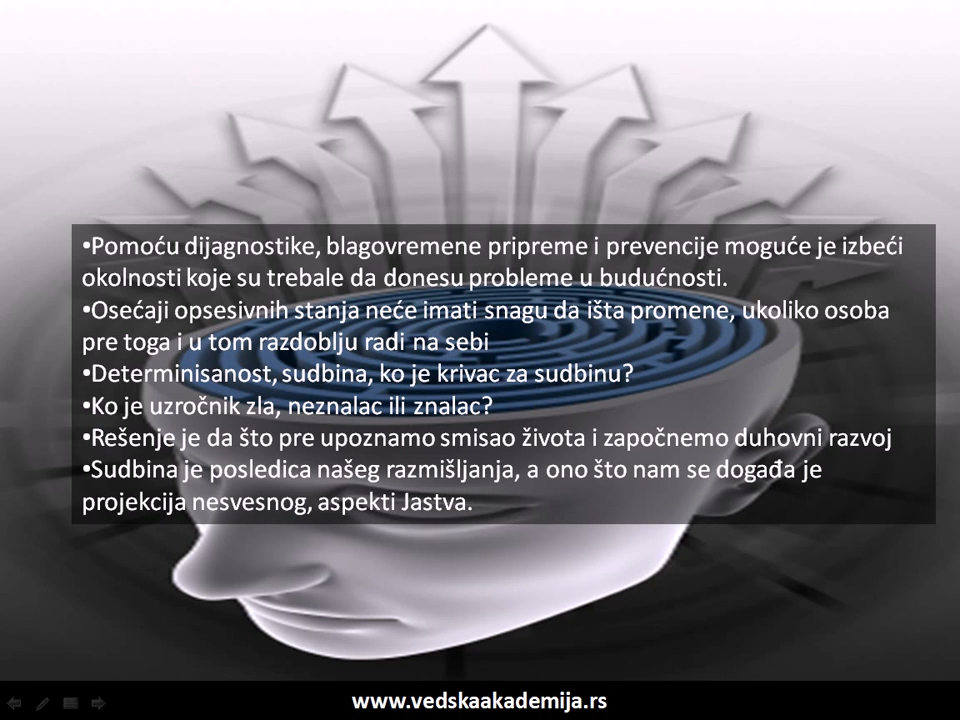 •Pomoću dijagnostike, blagovremene pripreme i prevencije moguće je izbeći
okolnosti koje su trebale da donesu probleme u budućnosti.
•Osećaji opsesivnih stanja neće imati snagu da išta promene, ukoliko osoba
pre toga i u tom razdoblju radi na sebi
•Determinisanost, sudbina, ko je krivac za sudbinu?
•Ko je uzročnik zla, neznalac ili znalac?
•Rešenje je da što pre upoznamo smisao života i započnemo duhovni razvoj
•Sudbina je posledica našeg razmišljanja, a ono što nam se događa je
projekcija nesvesnog, aspekti Jastva.
www.vedskaakademija.rs